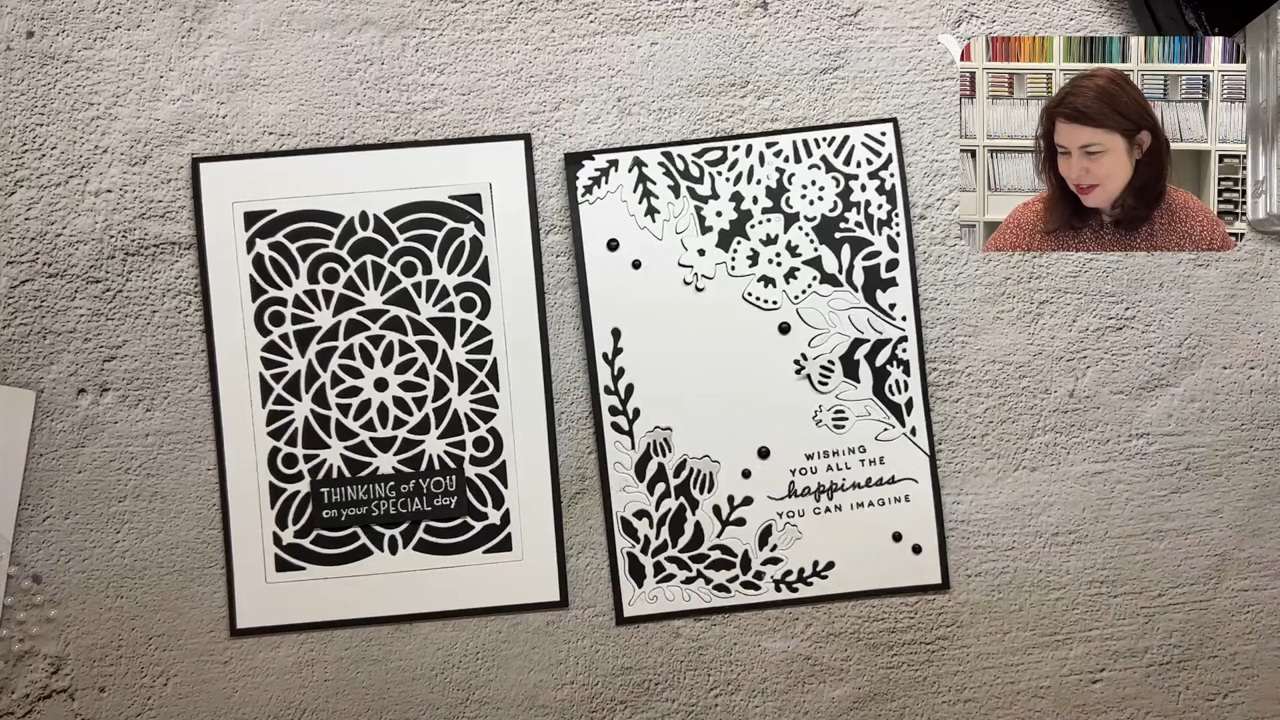 THINKING of YOU
on your SPECIAL day
WISHING
YOU ALL THE
happiness
YOU CAN IMAGINE